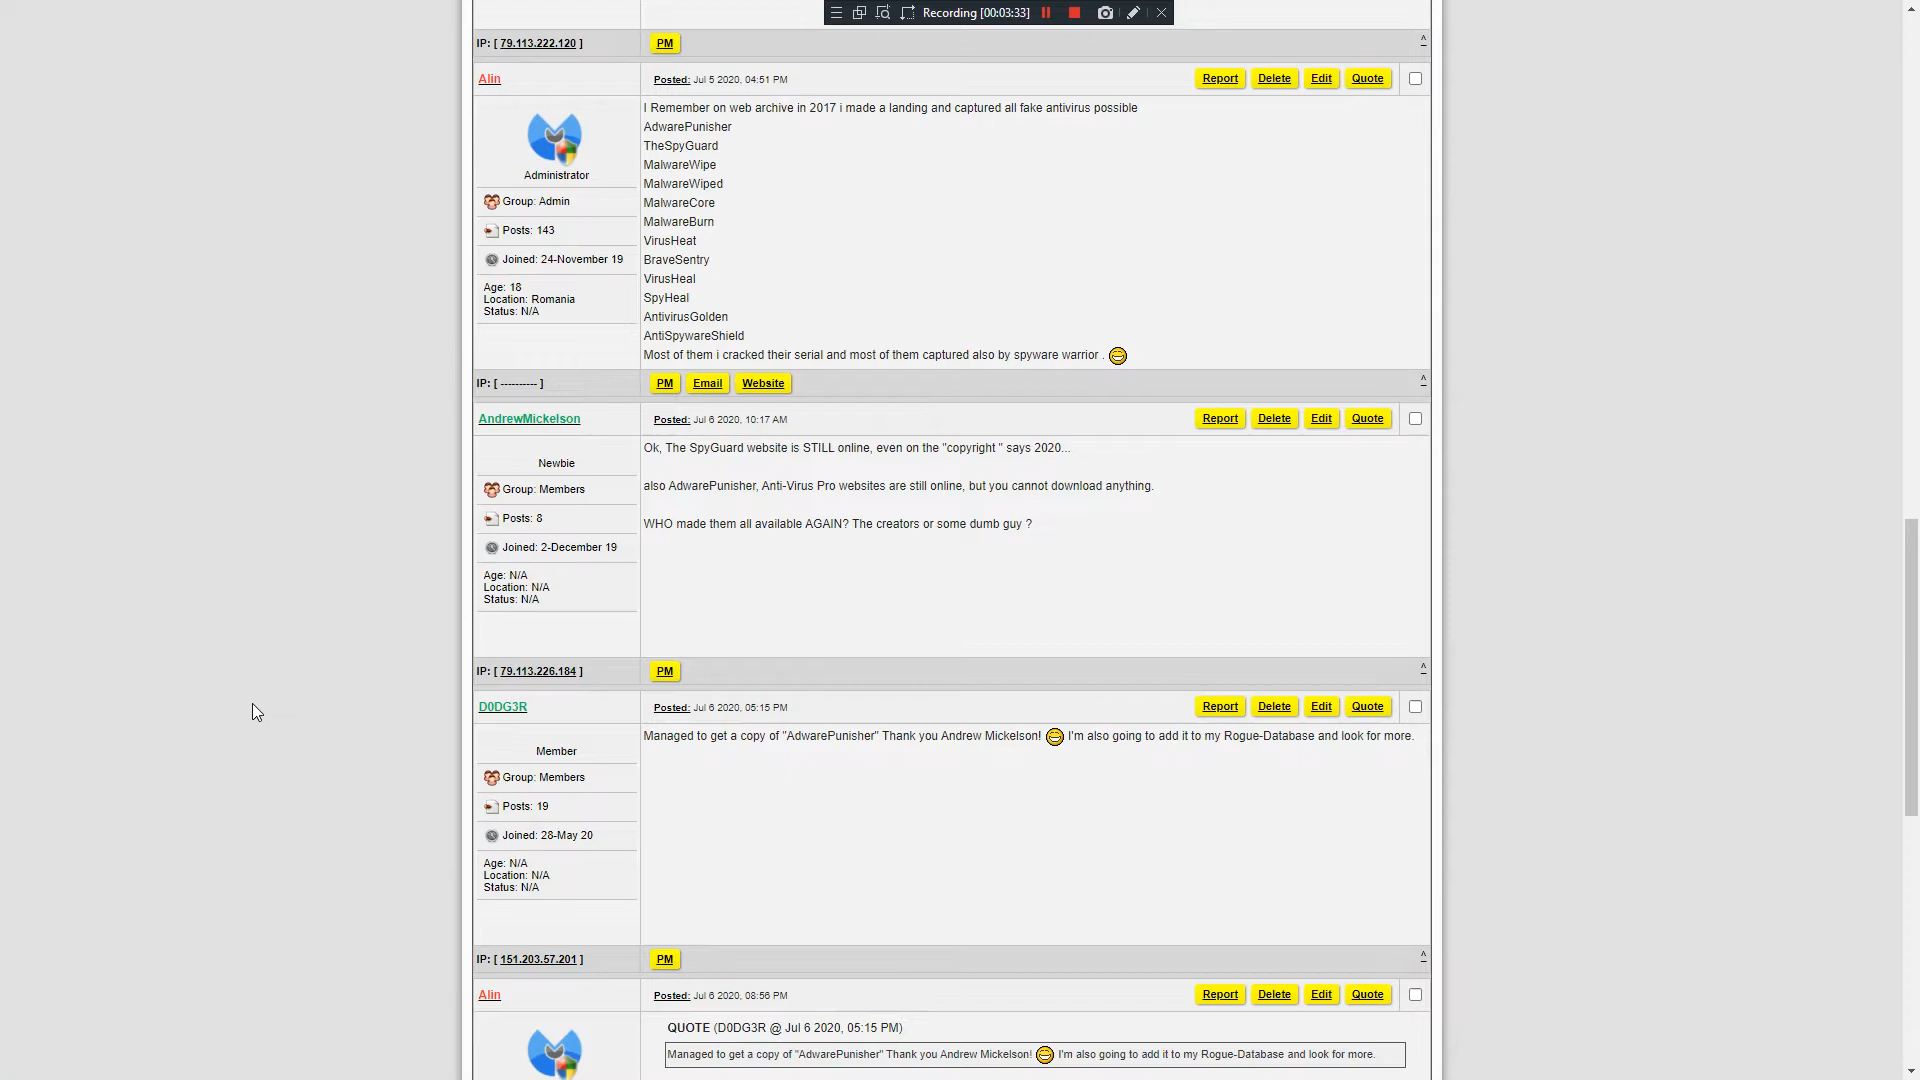 Recording [00:03:33]
IP: [ 79.113.222.120 ]
PM
^
Alin
Posted: Jul 5 2020, 04:51 PM
Report Delete Edit Quote
Administrator
Group: Admin
Posts: 143
Joined: 24-November 19
Age: 18
Location: Romania
Status: N/A
I Remember on web archive in 2017 i made a landing and captured all fake antivirus possible
AdwarePunisher
TheSpyGuard
MalwareWipe
MalwareWiped
MalwareCore
MalwareBurn
VirusHeat
BraveSentry
VirusHeal
SpyHeal
AntivirusGolden
AntiSpywareShield
Most of them i cracked their serial and most of them captured also by spyware warrior .
IP: [ ---------- ]
PM Email Website
^
AndrewMickelson
Posted: Jul 6 2020, 10:17 AM
Report Delete Edit Quote
Newbie
Group: Members
Posts: 8
Joined: 2-December 19
Age: N/A
Location: N/A
Status: N/A
Ok, The SpyGuard website is STILL online, even on the "copyright " says 2020...
also AdwarePunisher, Anti-Virus Pro websites are still online, but you cannot download anything.
WHO made them all available AGAIN? The creators or some dumb guy ?
IP: [ 79.113.226.184 ]
PM
^
D0DG3R
Posted: Jul 6 2020, 05:15 PM
Report Delete Edit Quote
Member
Group: Members
Posts: 19
Joined: 28-May 20
Age: N/A
Location: N/A
Status: N/A
Managed to get a copy of "AdwarePunisher" Thank you Andrew Mickelson! I'm also going to add it to my Rogue-Database and look for more.
IP: [ 151.203.57.201 ]
PM
^
Alin
Posted: Jul 6 2020, 08:56 PM
Report Delete Edit Quote
QUOTE (D0DG3R @ Jul 6 2020, 05:15 PM)
Managed to get a copy of "AdwarePunisher" Thank you Andrew Mickelson! I'm also going to add it to my Rogue-Database and look for more.